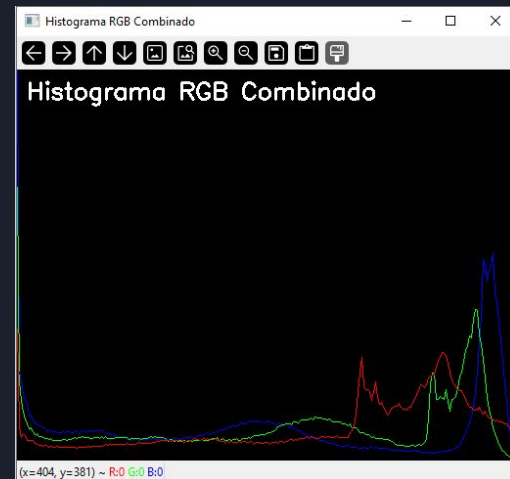 Histograma RGB Combinado
Histograma RGB Combinado
(x=404, y=381) ~ R:0 G:0 B:0